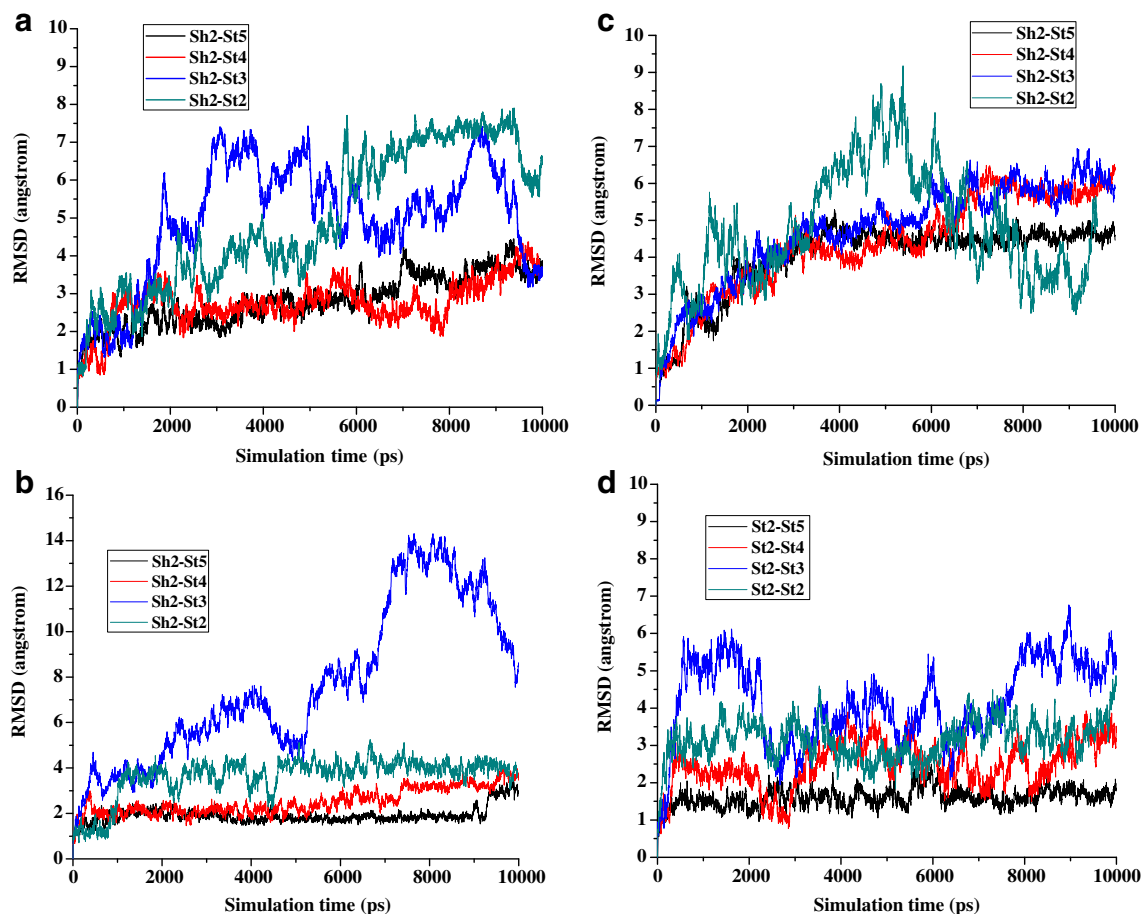 a
10
9
8
7
6
5
4
3
2
1
0
RMSD (angstrom)
Sh2-St5
Sh2-St4
Sh2-St3
Sh2-St2
0 2000 4000 6000 8000 10000
Simulation time (ps)
c
10
9
8
7
6
5
4
3
2
1
0
RMSD (angstrom)
Sh2-St5
Sh2-St4
Sh2-St3
Sh2-St2
0 2000 4000 6000 8000 10000
Simulation time (ps)
b
16
14
12
10
8
6
4
2
0
RMSD (angstrom)
Sh2-St5
Sh2-St4
Sh2-St3
Sh2-St2
0 2000 4000 6000 8000 10000
Simulation time (ps)
d
10
9
8
7
6
5
4
3
2
1
0
RMSD (angstrom)
St2-St5
St2-St4
St2-St3
St2-St2
0 2000 4000 6000 8000 10000
Simulation time (ps)